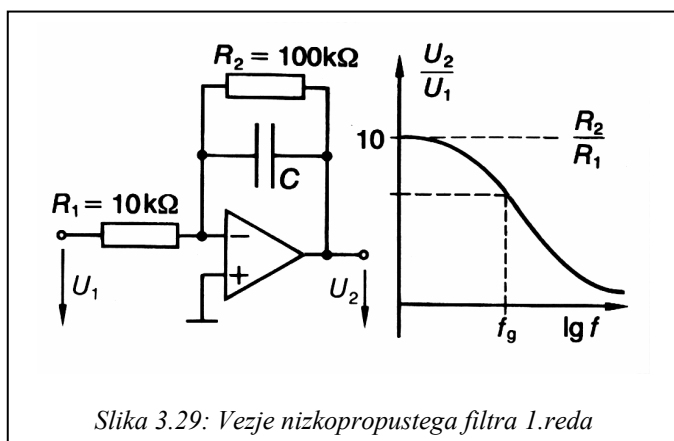 R₂ = 100kΩ
C
R₁ = 10kΩ
−
+
U₁
U₂
U₂
U₁
10
R₂
R₁
f_g
lg f
Slika 3.29: Vezje nizkopropustega filtra 1.reda